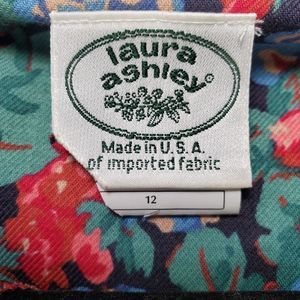 laura
ashley
Made in U.S.A.
of imported fabric
12